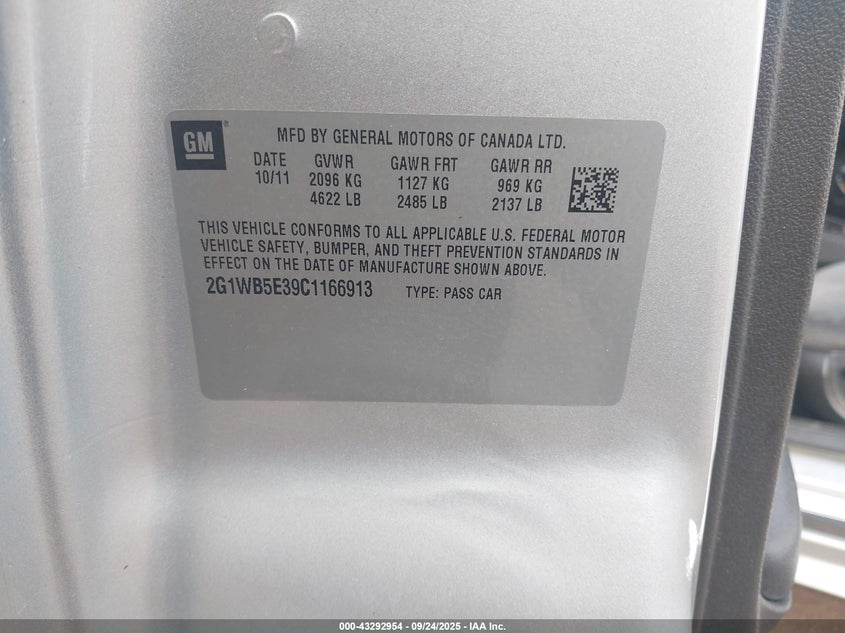 GM®
MFD BY GENERAL MOTORS OF CANADA LTD.
DATE GVWR GAWR FRT GAWR RR
10/11 2096 KG 1127 KG 969 KG
4622 LB 2485 LB 2137 LB
THIS VEHICLE CONFORMS TO ALL APPLICABLE U.S. FEDERAL MOTOR
VEHICLE SAFETY, BUMPER, AND THEFT PREVENTION STANDARDS IN
EFFECT ON THE DATE OF MANUFACTURE SHOWN ABOVE.
2G1WB5E39C1166913 TYPE: PASS CAR
000-43292954 - 09/24/2025 - IAA Inc.